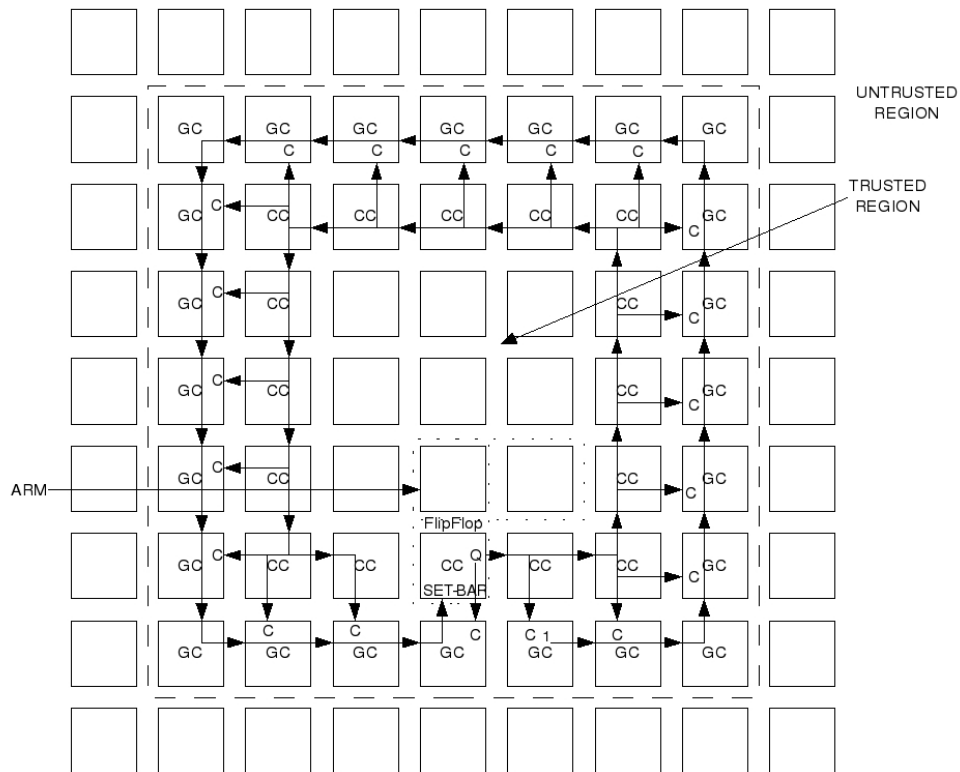 UNTRUSTED
REGION
GC GC GC GC GC GC GC
C C C C C
TRUSTED
REGION
GC C CC CC CC CC CC C GC
GC C CC CC C GC
GC C CC CC C GC
GC C CC CC C GC
ARM
FlipFlop
GC C CC CC CC Q CC CC C GC
SET-BAR
C C C C 1 C
GC GC GC GC GC GC GC